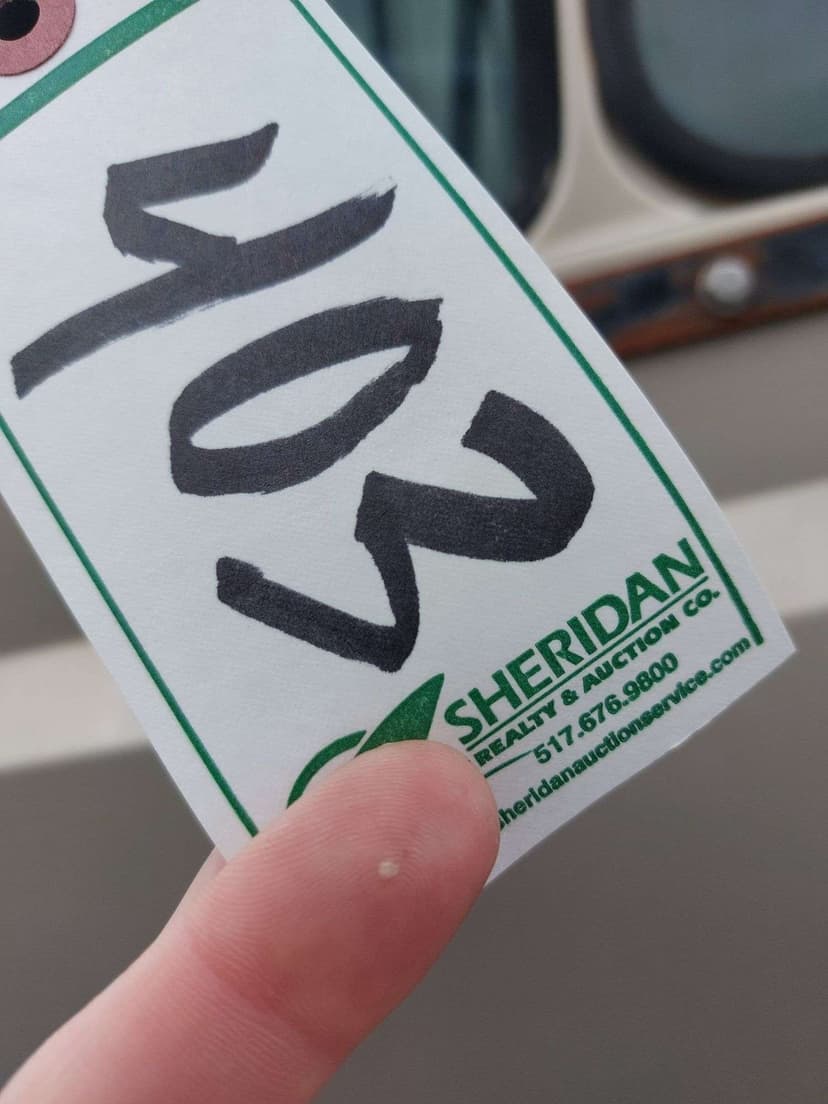 403
SHERIDAN
REALTY & AUCTION CO.
517.676.9800
sheridanauctionservice.com